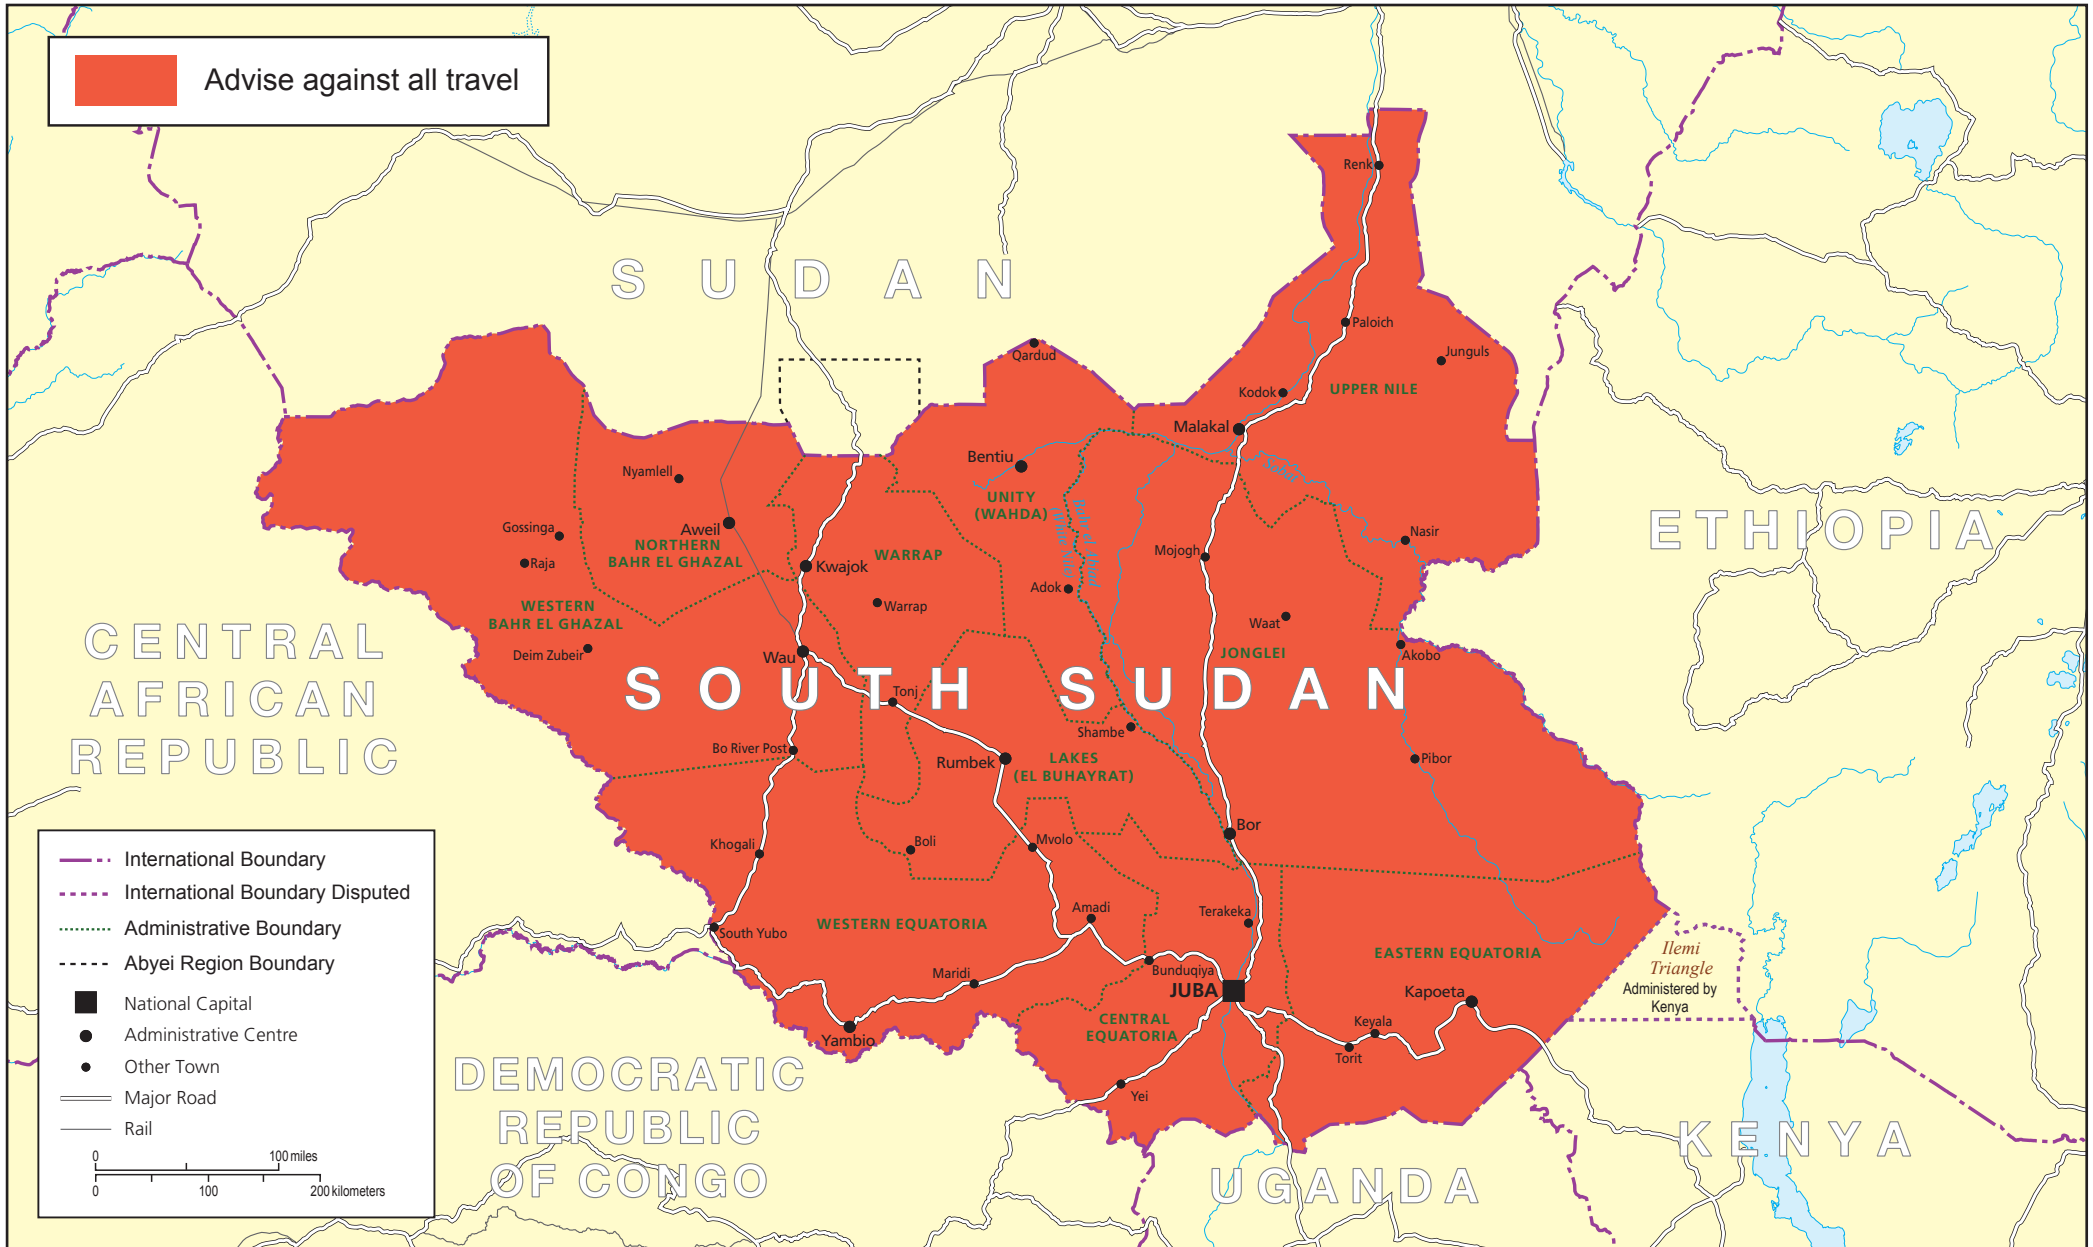 Advise against all travel
SUDAN
Renk
Paloich
Junguls
Qardud
Kodok
UPPER NILE
Malakal
Bentiu
Nyamlell
UNITY
(WAHDA)
Gossinga
Aweil
NORTHERN
BAHR EL GHAZAL
Nasir
ETHIOPIA
Raja
Kwajok
WARRAP
Mojogh
Adok
Warrap
WESTERN
BAHR EL GHAZAL
Waat
CENTRAL
AFRICAN
REPUBLIC
Deim Zubeir
Wau
JONGLEI
Akobo
SOUTH SUDAN
Tonj
Shambe
Bo River Post
Rumbek
LAKES
(EL BUHAYRAT)
Pibor
Bor
Khogali
Boli
Mvolo
Amadi
Terakeka
South Yubo
WESTERN EQUATORIA
EASTERN EQUATORIA
Ilemi
Triangle
Administered by
Kenya
Maridi
Bunduqiya
JUBA
Kapoeta
CENTRAL
EQUATORIA
Keyala
Torit
Yambio
Yei
DEMOCRATIC
REPUBLIC
OF CONGO
UGANDA
KENYA
International Boundary
International Boundary Disputed
Administrative Boundary
Abyei Region Boundary
National Capital
Administrative Centre
Other Town
Major Road
Rail
0 100 miles
0 100 200 kilometers